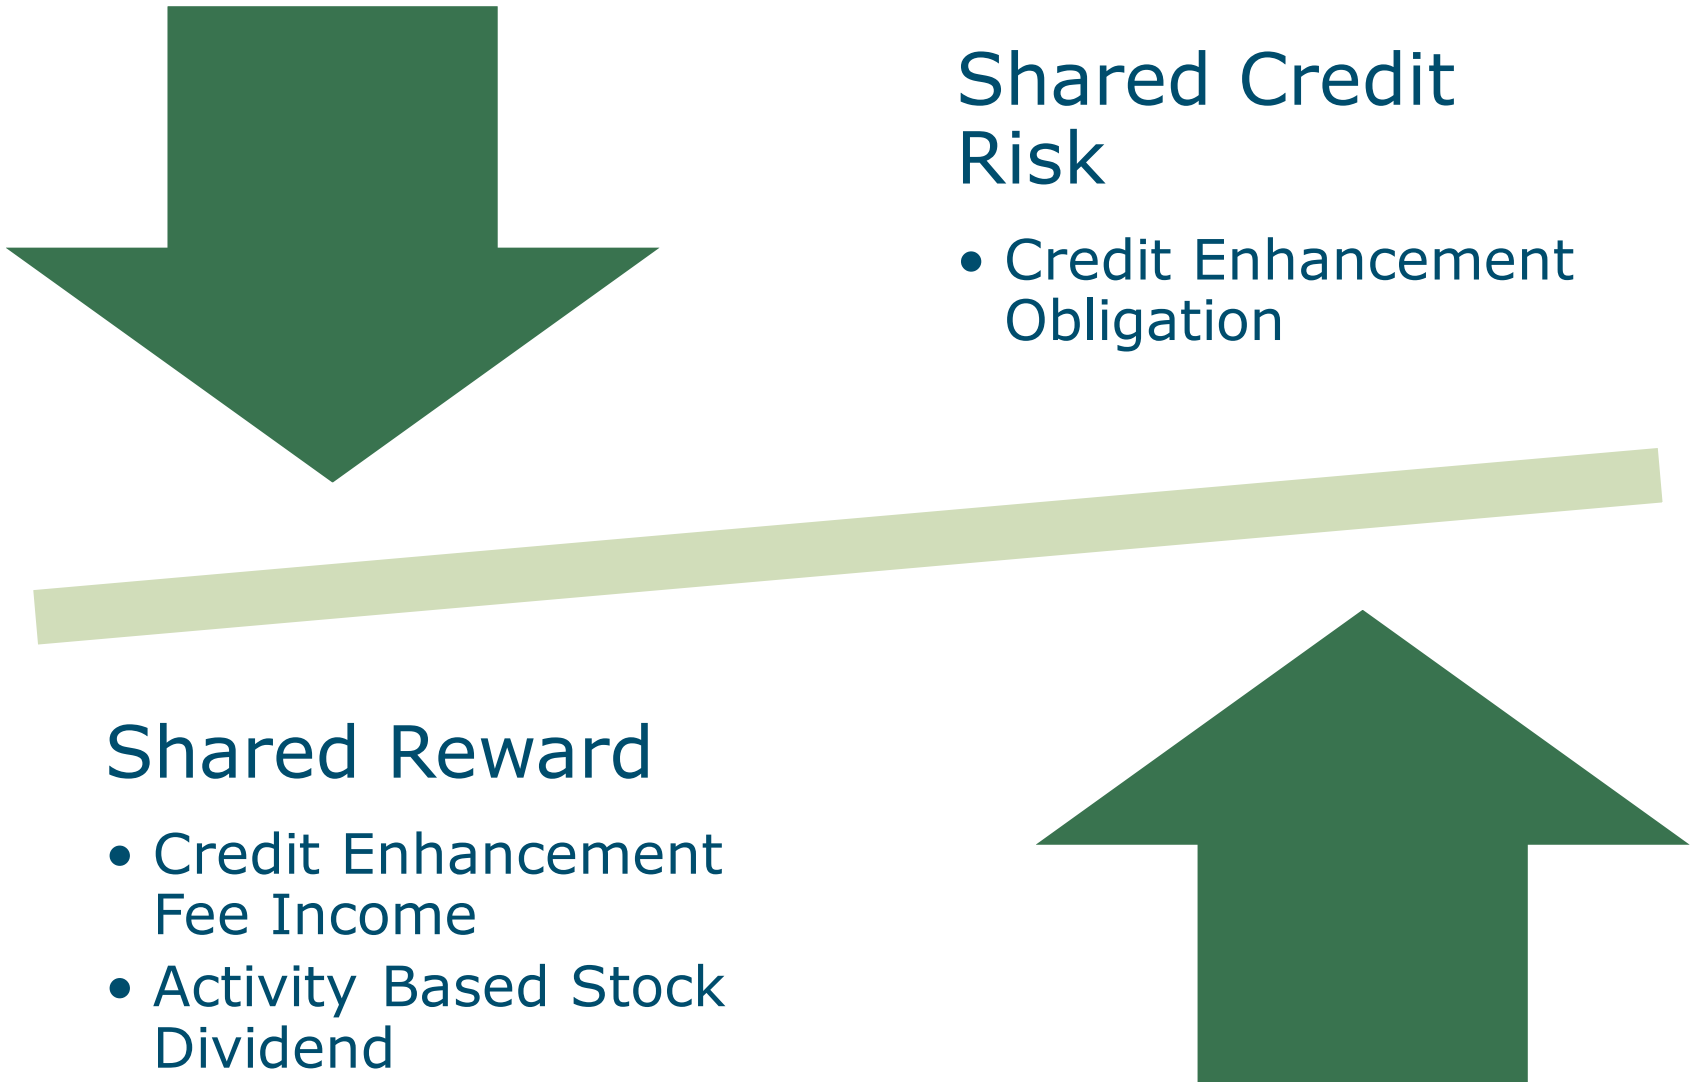 Shared Credit
Risk
• Credit Enhancement
Obligation
Shared Reward
• Credit Enhancement
Fee Income
• Activity Based Stock
Dividend